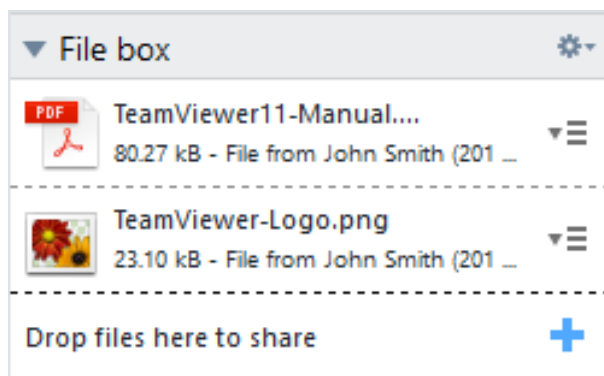 File box
PDF
TeamViewer11-Manual....
80.27 kB - File from John Smith (201 ...
TeamViewer-Logo.png
23.10 kB - File from John Smith (201 ...
Drop files here to share